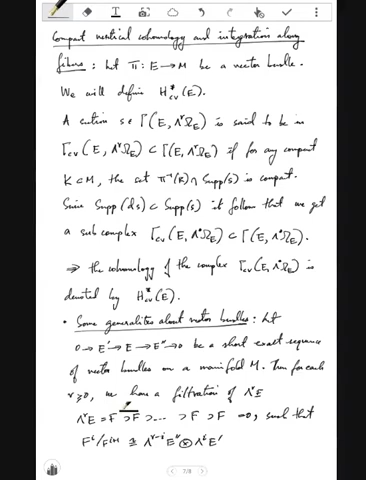 Compact vertical cohomology and integration along
fibers : Let π: E → M be a vector bundle.
We will define H*cv(E).
A section s ∈ Γ(E, Λ^r Ω_E) is said to be in
Γcv(E, Λ^r Ω_E) ⊂ Γ(E, Λ^r Ω_E) if for any compact
K ⊂ M, the set π⁻¹(K) ∩ Supp(s) is compact.
Since Supp(ds) ⊂ Supp(s) it follows that we get
a sub complex Γcv(E, Λ^• Ω_E) ⊂ Γ(E, Λ^• Ω_E).
⇒ the cohomology of the complex Γcv(E, Λ^• Ω_E) is
denoted by H*cv(E).
• Some generalities about vector bundles : Let
0 → E' → E → E'' → 0 be a short exact sequence
of vector bundles on a manifold M. Then for each
r ≥ 0, we have a filtration of Λ^r E
Λ^r E = F ⊃ F ⊃ ... ⊃ F ⊃ F = 0, such that
F^i/F^{i+1} ≅ Λ^{r-i} E'' ⊗ Λ^i E'
7/8